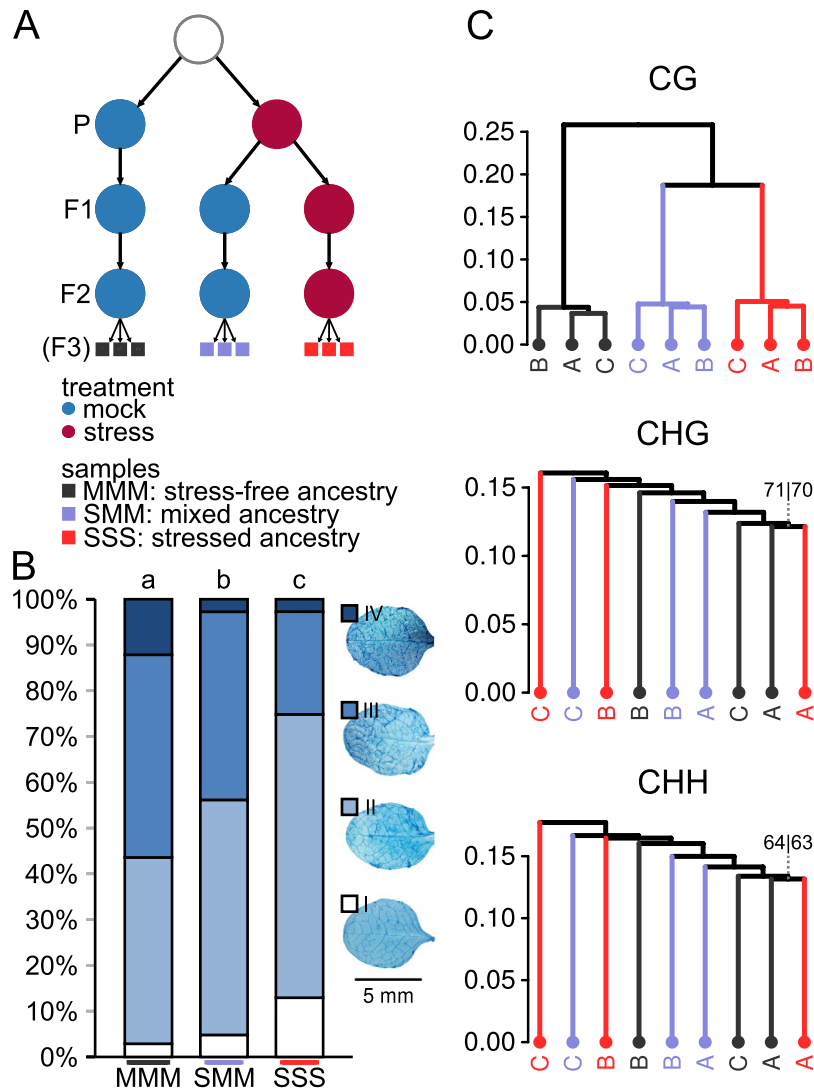 A
P
F1
F2
(F3)
treatment
mock
stress
samples
MMM: stress-free ancestry
SMM: mixed ancestry
SSS: stressed ancestry
B
a b c
100%
90%
80%
70%
60%
50%
40%
30%
20%
10%
0%
MMM SMM SSS
IV
III
II
I
5 mm
C
CG
0.25
0.20
0.15
0.10
0.05
0.00
B A C C A B C A B
CHG
71|70
0.15
0.10
0.05
0.00
C C B B B A C A A
CHH
64|63
0.15
0.10
0.05
0.00
C C B B B A C A A